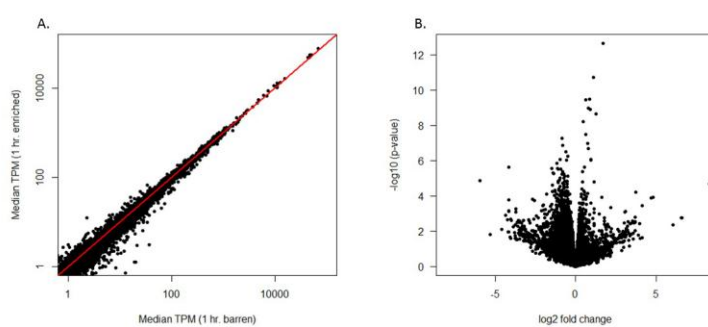 A.
Median TPM (1 hr. enriched)
10000
100
1
1
100
10000
Median TPM (1 hr. barren)
B.
-log10 (p-value)
12
10
8
6
4
2
0
-5
0
5
log2 fold change